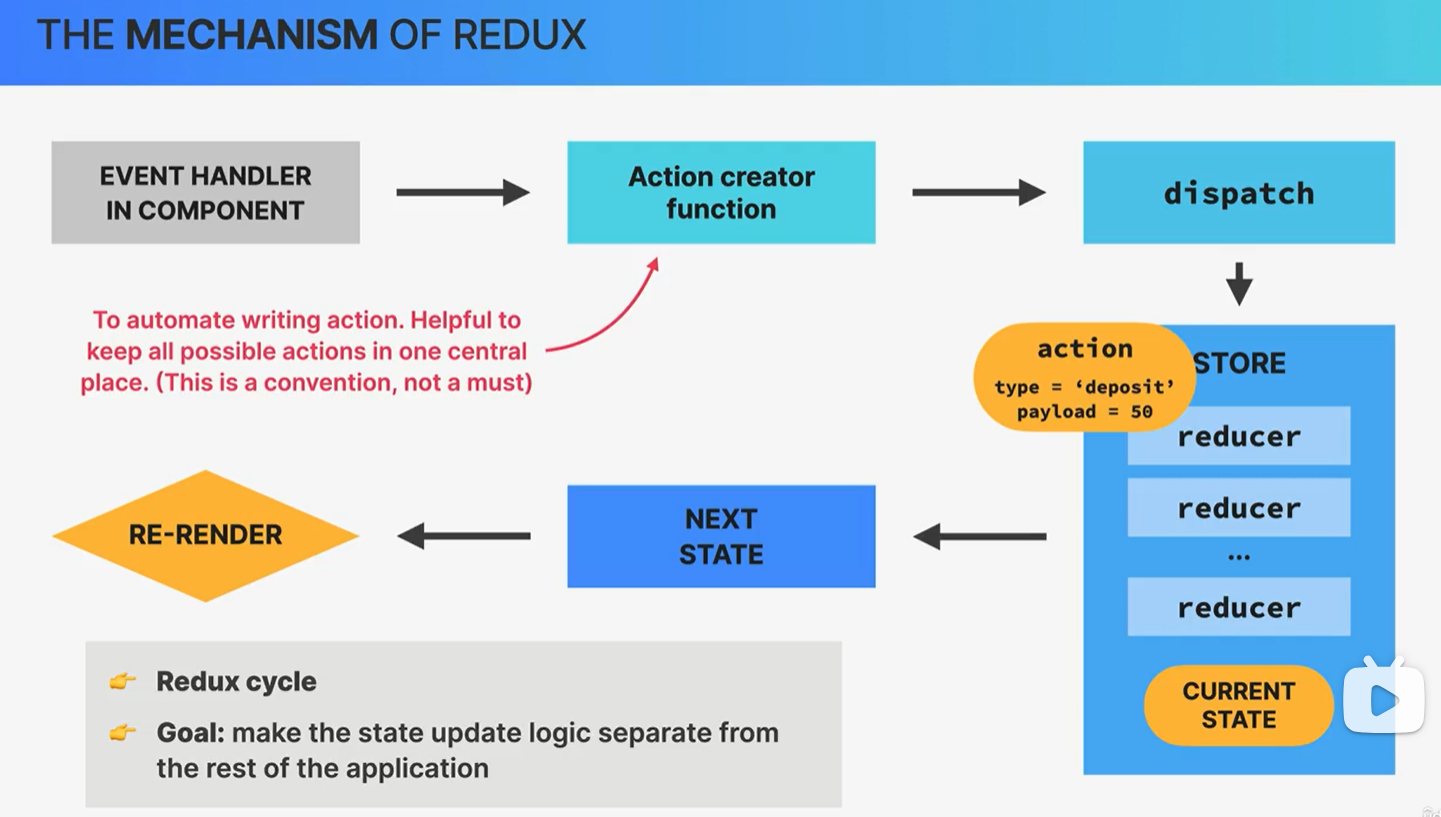 THE MECHANISM OF REDUX
EVENT HANDLER
IN COMPONENT
Action creator
function
dispatch
To automate writing action. Helpful to
keep all possible actions in one central
place. (This is a convention, not a must)
action
type = ‘deposit’
payload = 50
STORE
reducer
reducer
...
reducer
CURRENT
STATE
NEXT
STATE
RE-RENDER
Redux cycle
Goal: make the state update logic separate from
the rest of the application